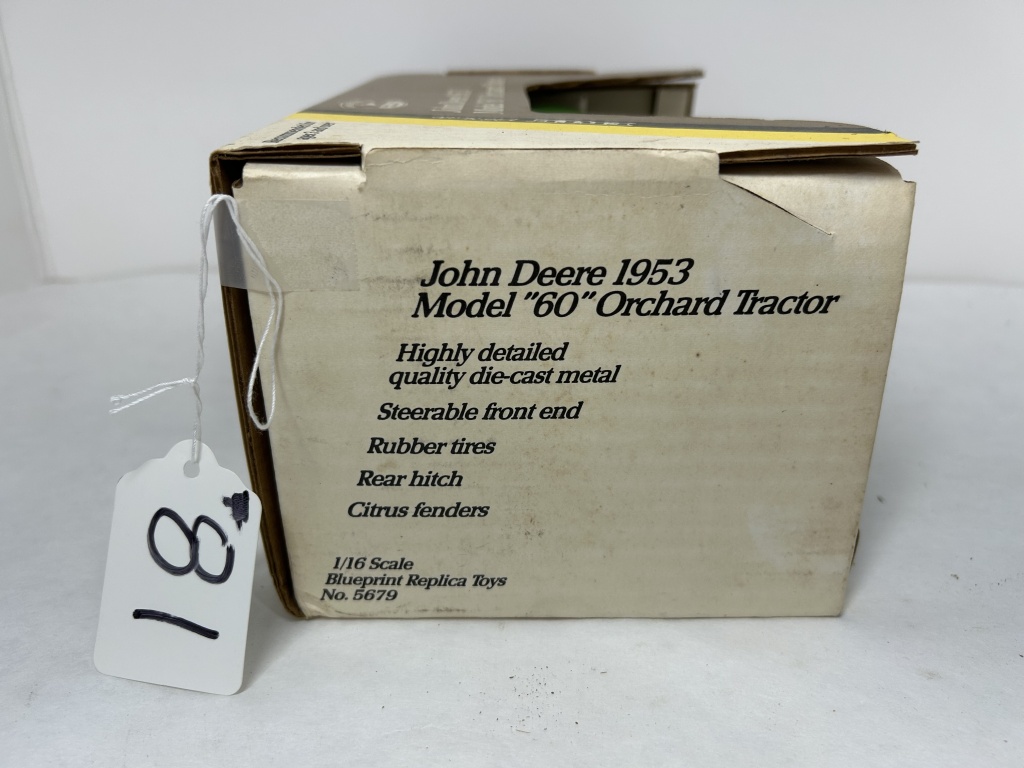 John Deere 1953
Model "60" Orchard Tractor
Highly detailed
quality die-cast metal
Steerable front end
Rubber tires
Rear hitch
Citrus fenders
1/16 Scale
Blueprint Replica Toys
No. 5679
18